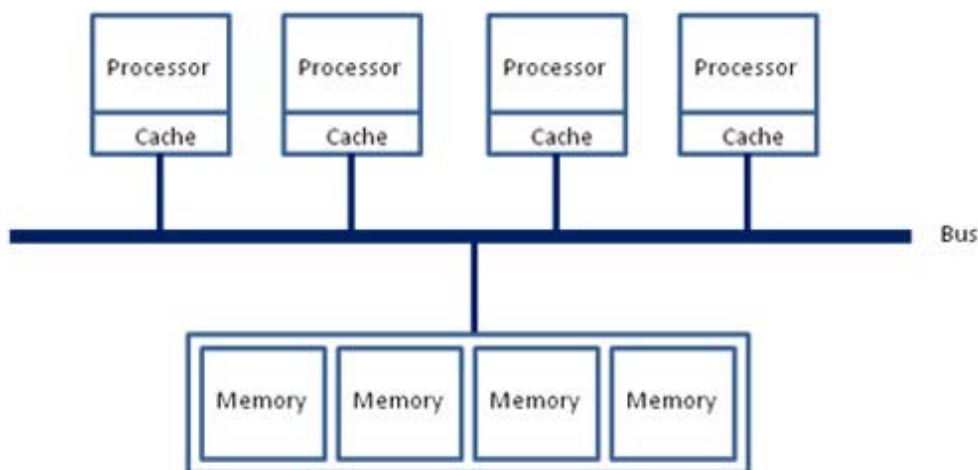 Processor Processor Processor Processor
Cache Cache Cache Cache
Bus
Memory Memory Memory Memory